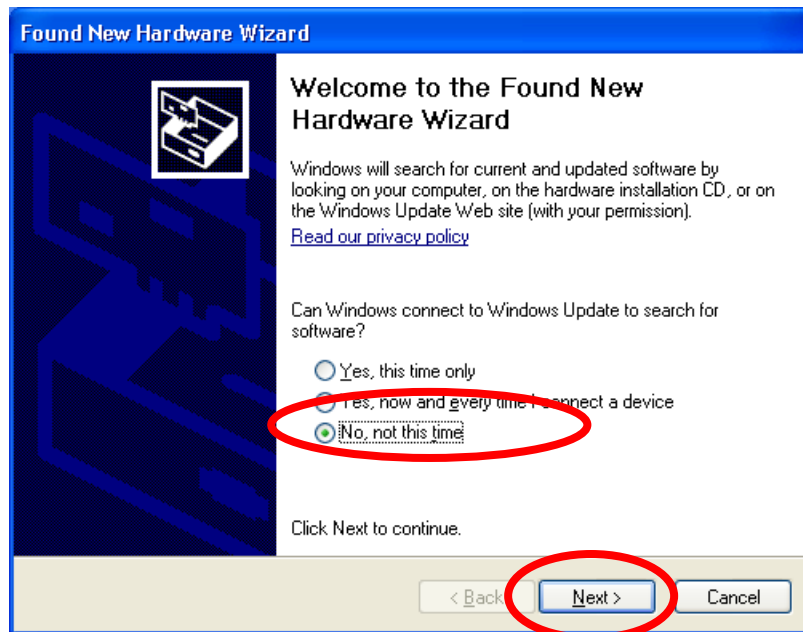 Found New Hardware Wizard
Welcome to the Found New
Hardware Wizard
Windows will search for current and updated software by
looking on your computer, on the hardware installation CD, or on
the Windows Update Web site (with your permission).
Read our privacy policy
Can Windows connect to Windows Update to search for
software?
Yes, this time only
Yes, now and every time I connect a device
No, not this time
Click Next to continue.
< Back
Next >
Cancel